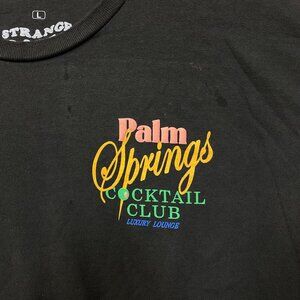 L
STRANGE
Palm
Springs
COCKTAIL
CLUB
LUXURY LOUNGE